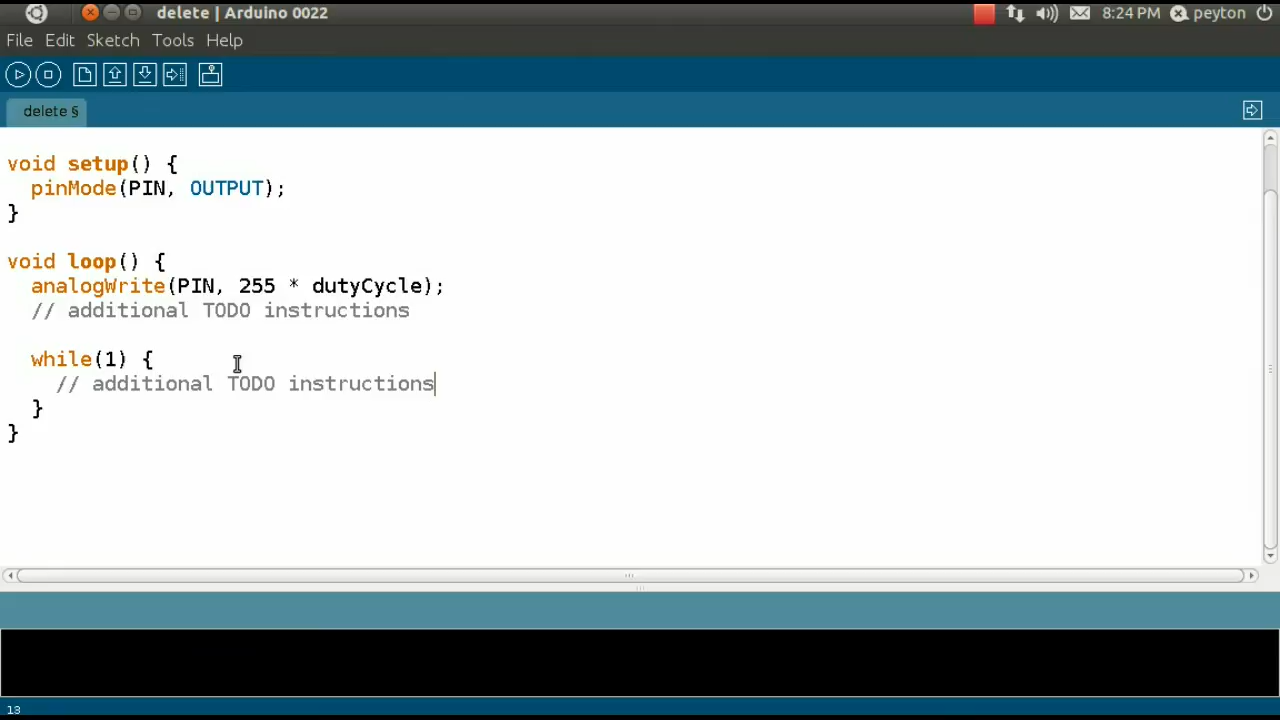 delete | Arduino 0022
8:24 PM peyton
File Edit Sketch Tools Help
delete §
void setup() {
  pinMode(PIN, OUTPUT);
}
void loop() {
  analogWrite(PIN, 255 * dutyCycle);
  // additional TODO instructions
  while(1) {
    // additional TODO instructions
  }
}
13